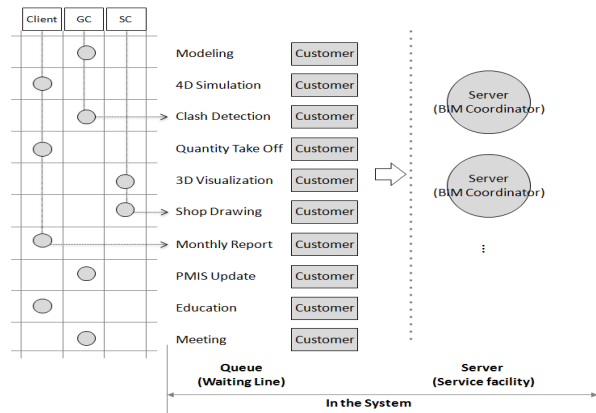 Client GC SC
Modeling Customer
4D Simulation Customer
Clash Detection Customer
Quantity Take Off Customer
3D Visualization Customer
Shop Drawing Customer
Monthly Report Customer
PMIS Update Customer
Education Customer
Meeting Customer
Server
(BIM Coordinator)
Server
(BIM Coordinator)
...
Queue
(Waiting Line)
Server
(Service facility)
In the System